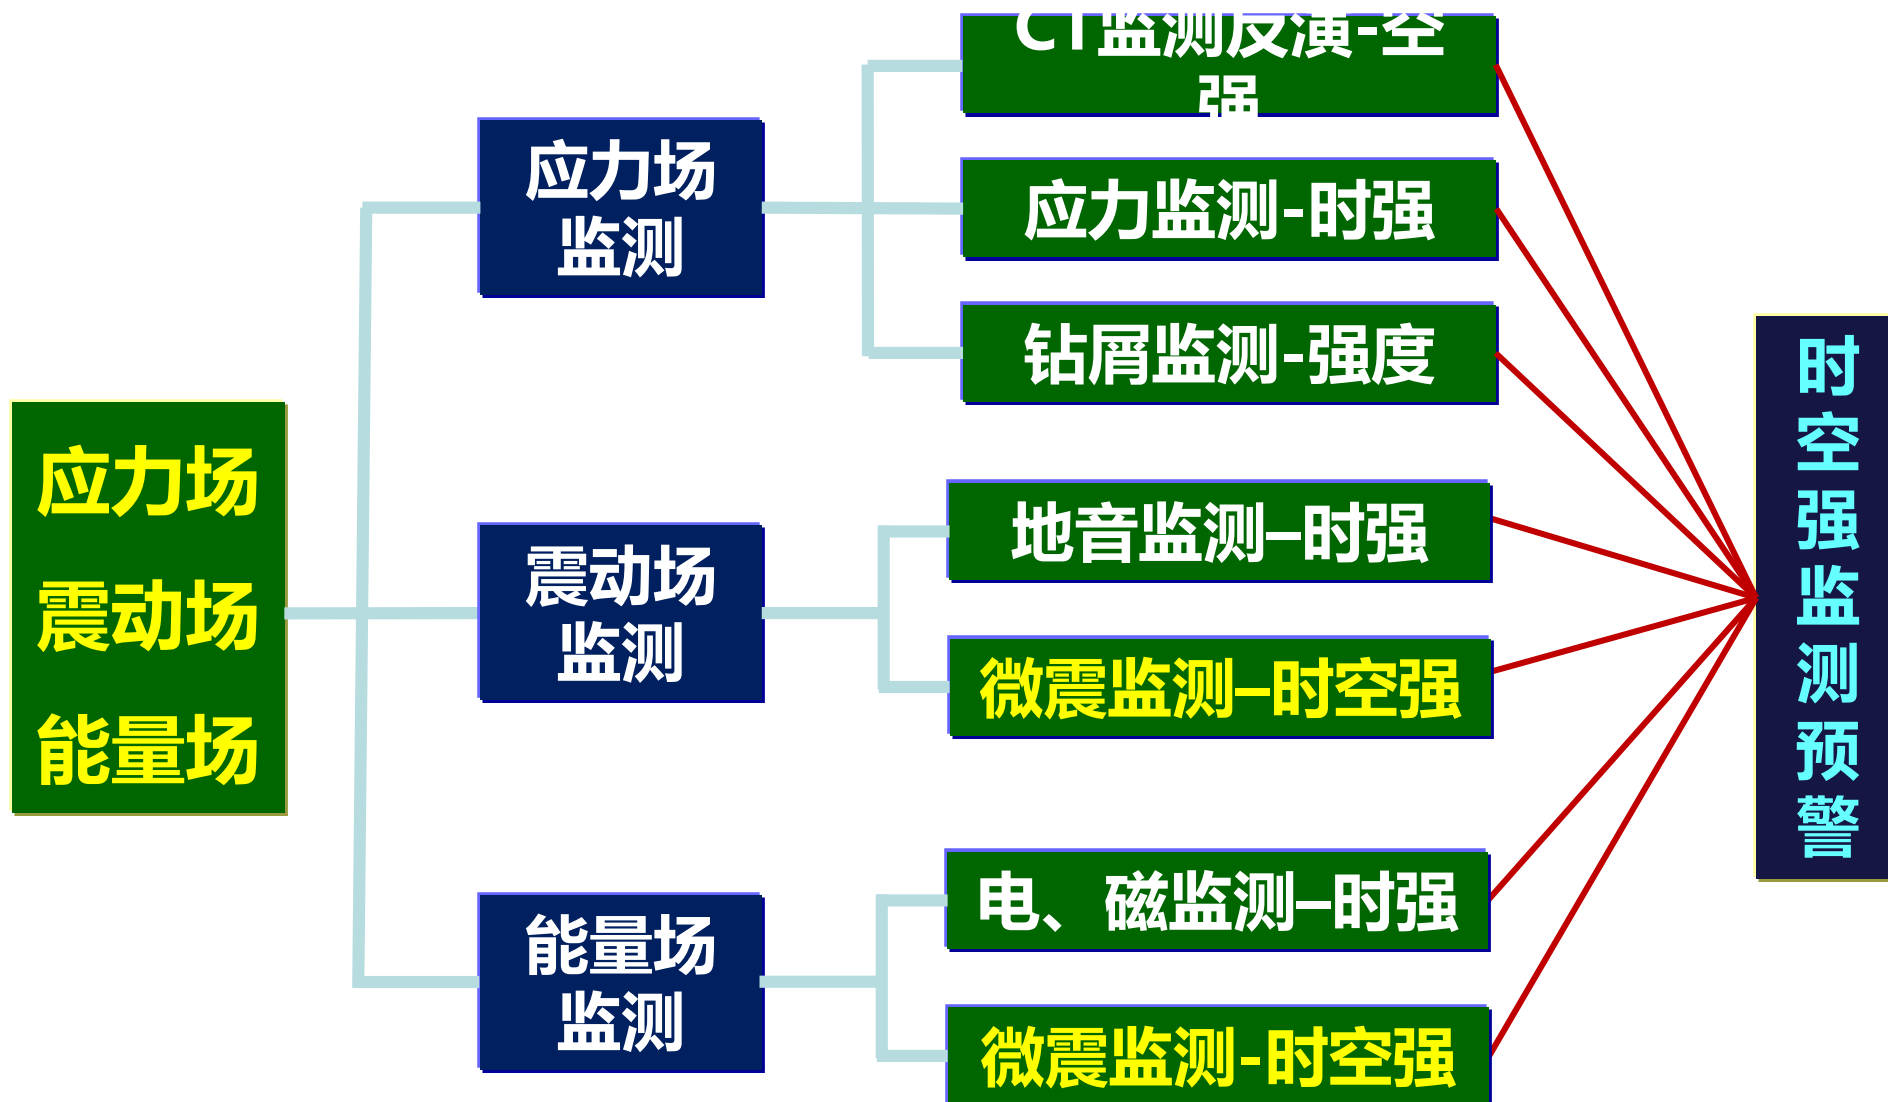 应力场
震动场
能量场
应力场
监测
震动场
监测
能量场
监测
CT监测反演-空
强
应力监测-时强
钻屑监测-强度
地音监测–时强
微震监测–时空强
电、磁监测–时强
微震监测-时空强
时
空
强
监
测
预
警